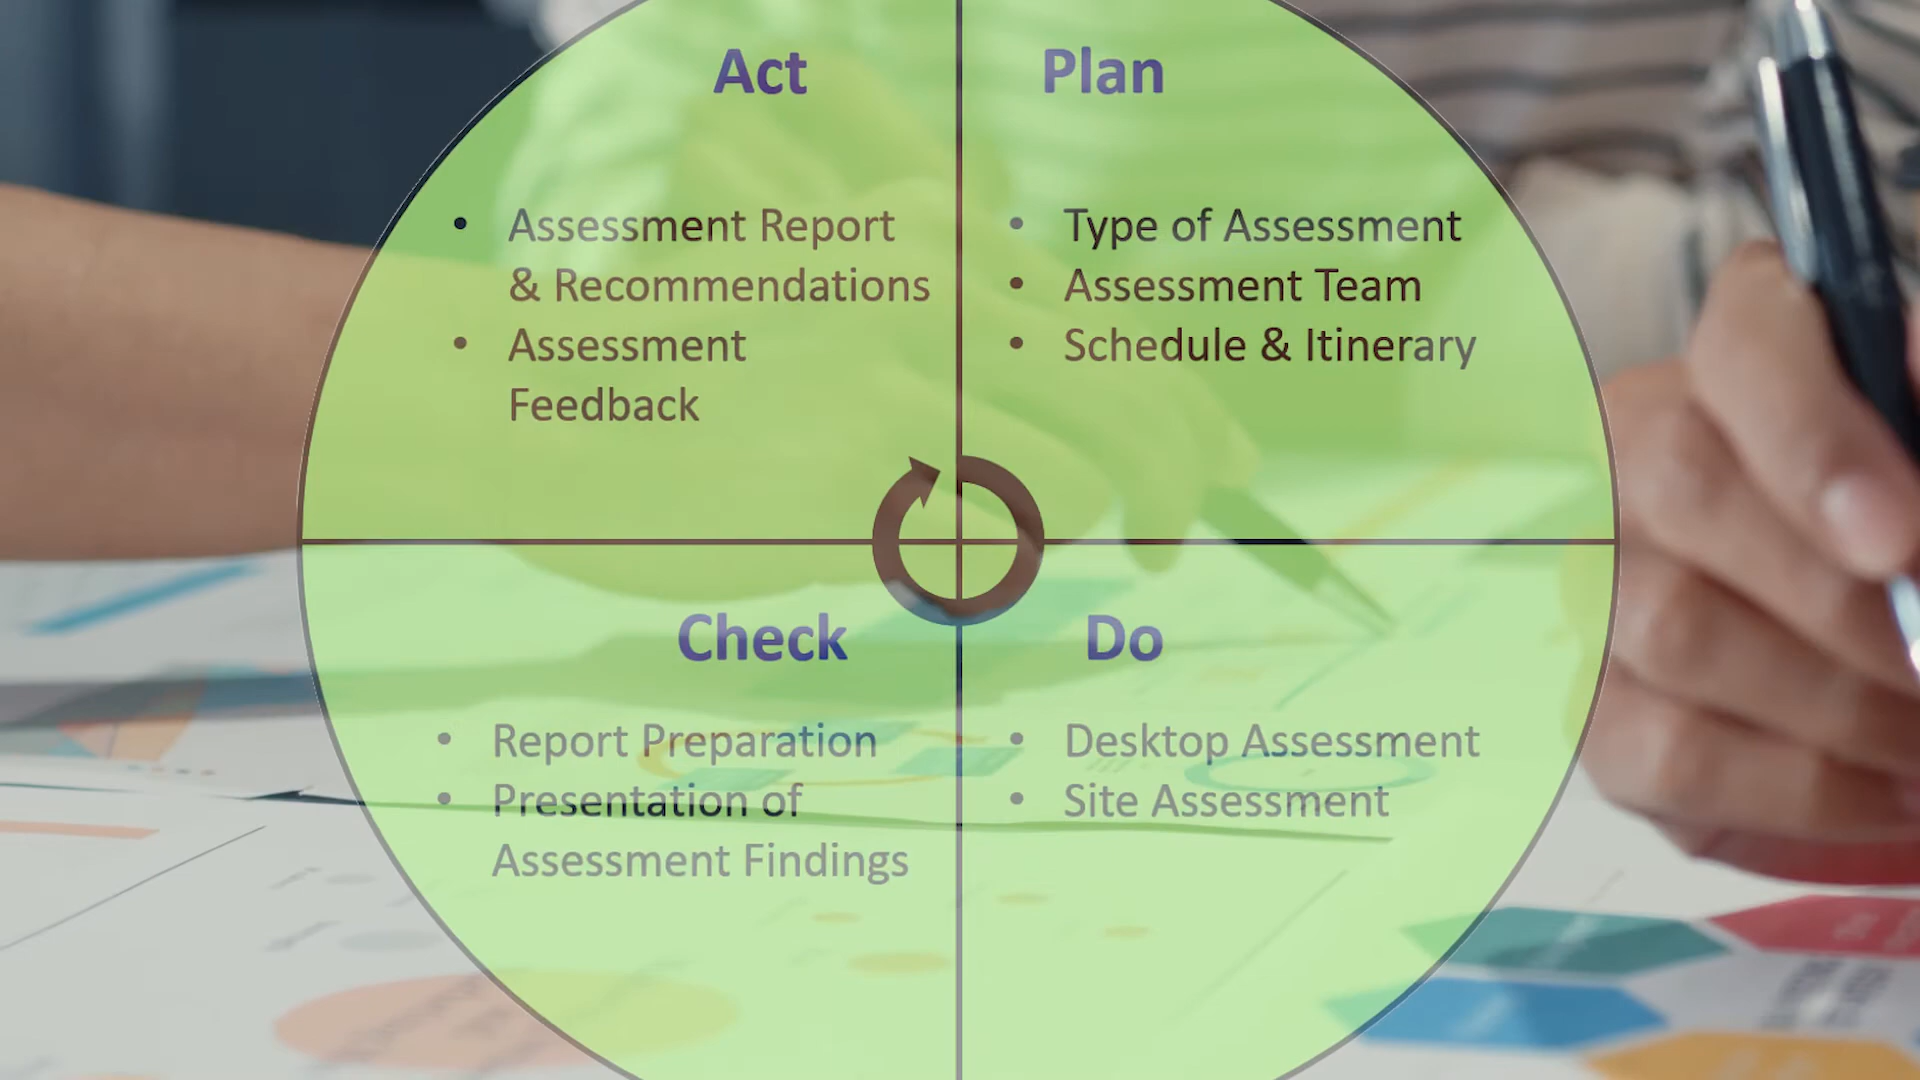 Act
• Assessment Report
& Recommendations
• Assessment
Feedback
Plan
• Type of Assessment
• Assessment Team
• Schedule & Itinerary
Check
• Report Preparation
• Presentation of
Assessment Findings
Do
• Desktop Assessment
• Site Assessment